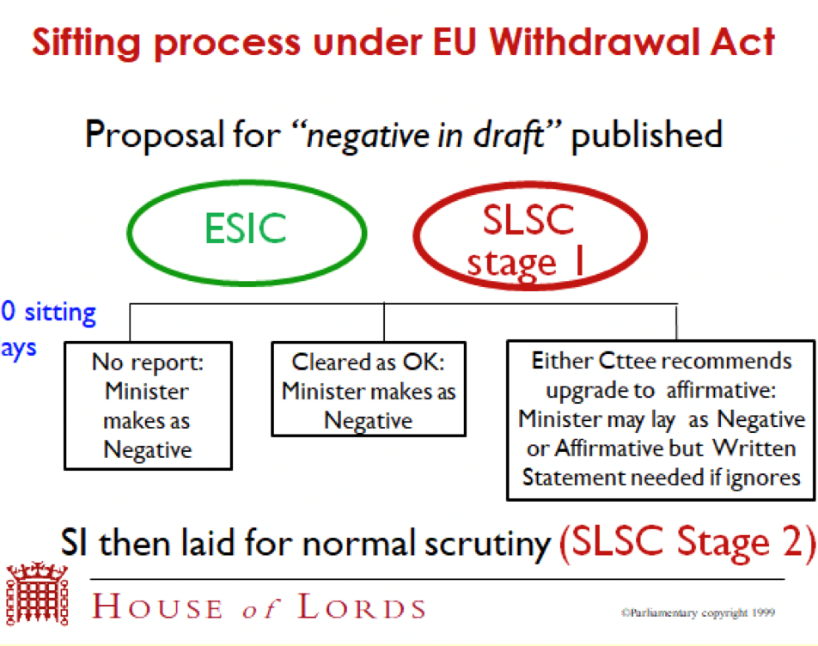 Sifting process under EU Withdrawal Act
Proposal for “negative in draft” published
ESIC
SLSC
stage 1
0 sitting
ays
No report:
Minister
makes as
Negative
Cleared as OK:
Minister makes as
Negative
Either Cttee recommends
upgrade to affirmative:
Minister may lay as Negative
or Affirmative but Written
Statement needed if ignores
SI then laid for normal scrutiny (SLSC Stage 2)
HOUSE of LORDS
©Parliamentary copyright 1999